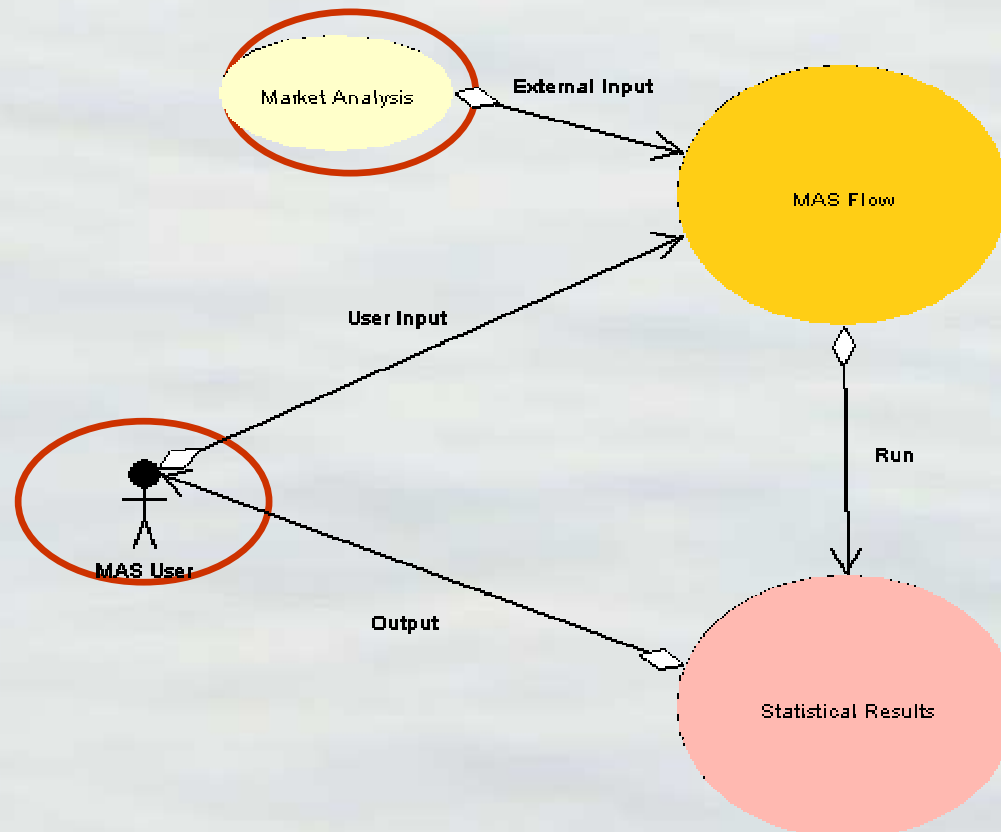 Market Analysis
External Input
MAS Flow
User Input
Run
MAS User
Output
Statistical Results